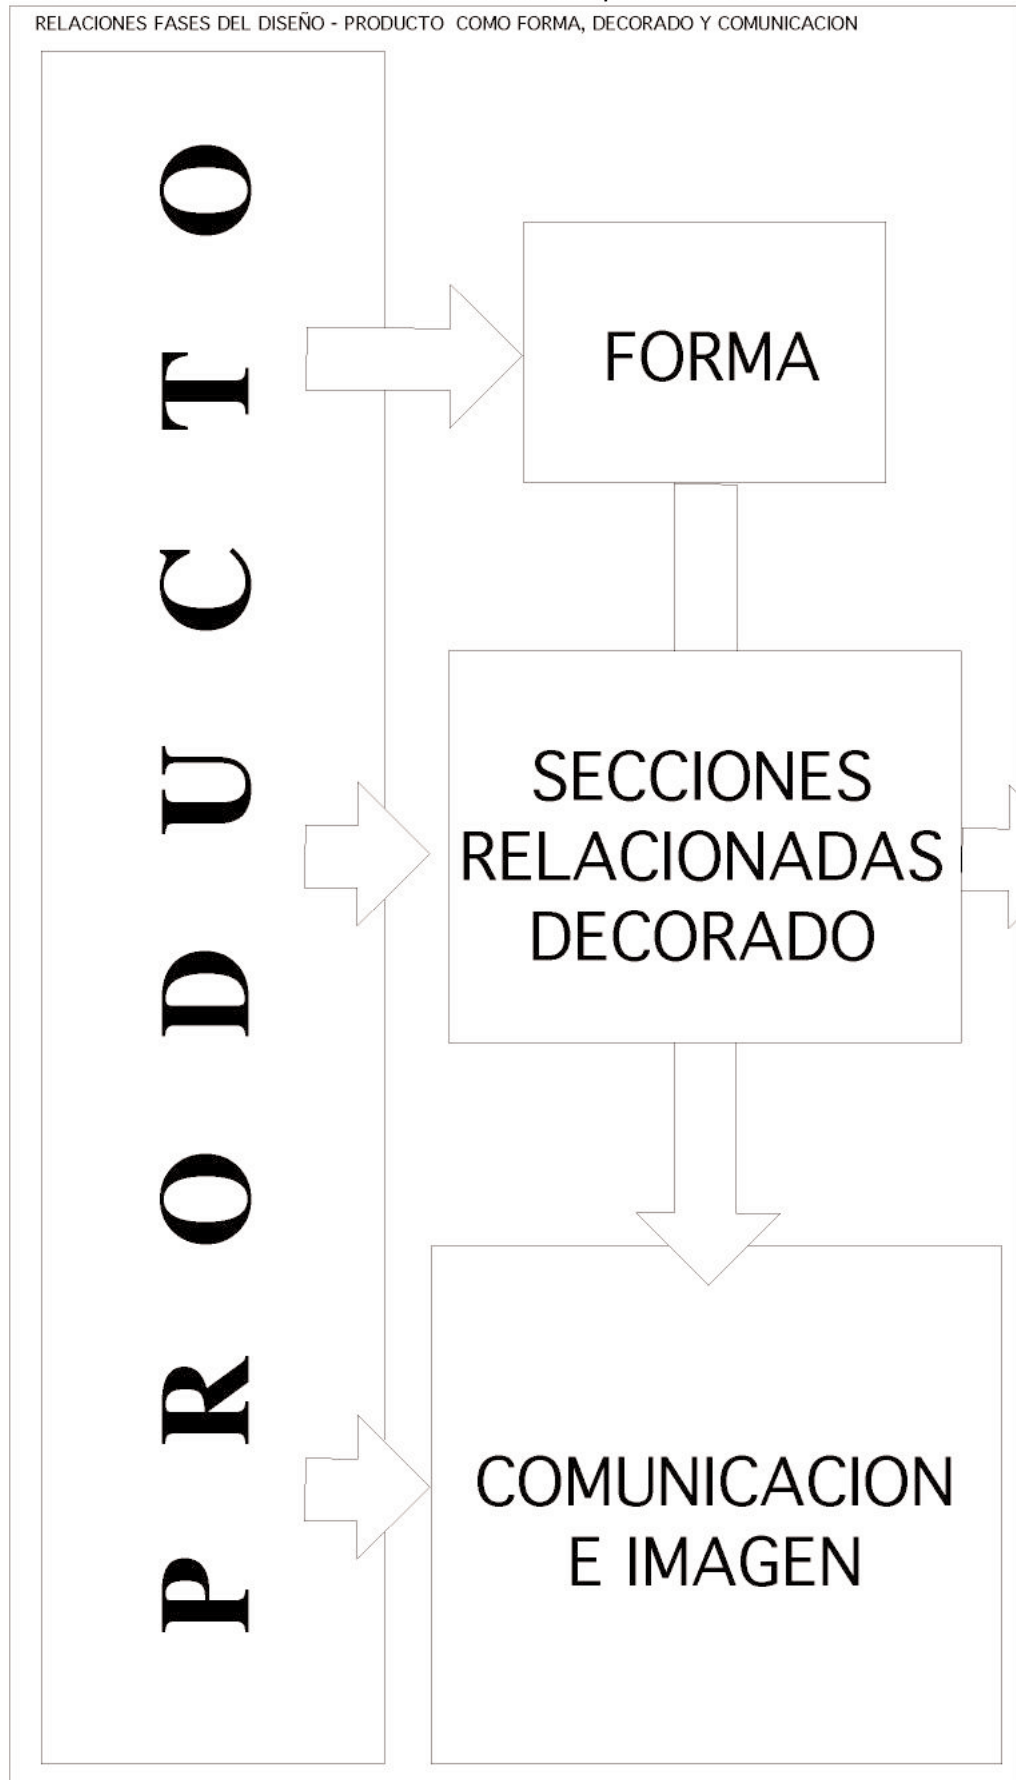 RELACIONES FASES DEL DISEÑO - PRODUCTO COMO FORMA, DECORADO Y COMUNICACION
PRODUCTO
FORMA
SECCIONES
RELACIONADAS
DECORADO
COMUNICACION
E IMAGEN